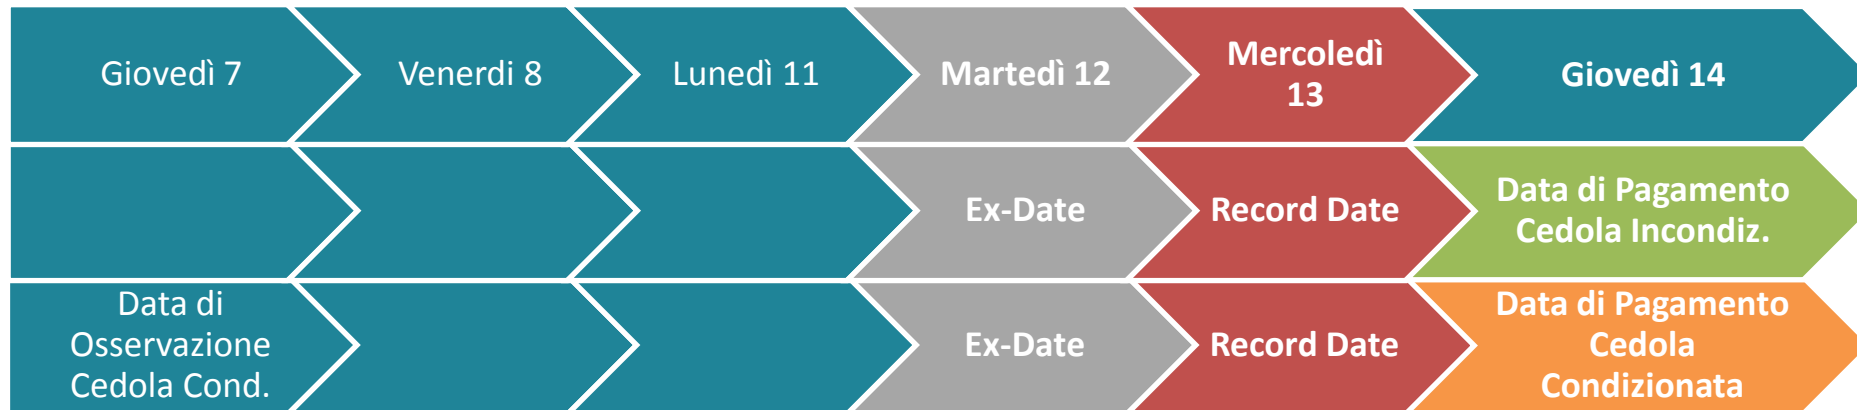 Giovedì 7
Venerdi 8
Lunedì 11
Martedì 12
Mercoledì
13
Giovedì 14
Ex-Date
Record Date
Data di Pagamento
Cedola Incondiz.
Data di
Osservazione
Cedola Cond.
Ex-Date
Record Date
Data di Pagamento
Cedola
Condizionata